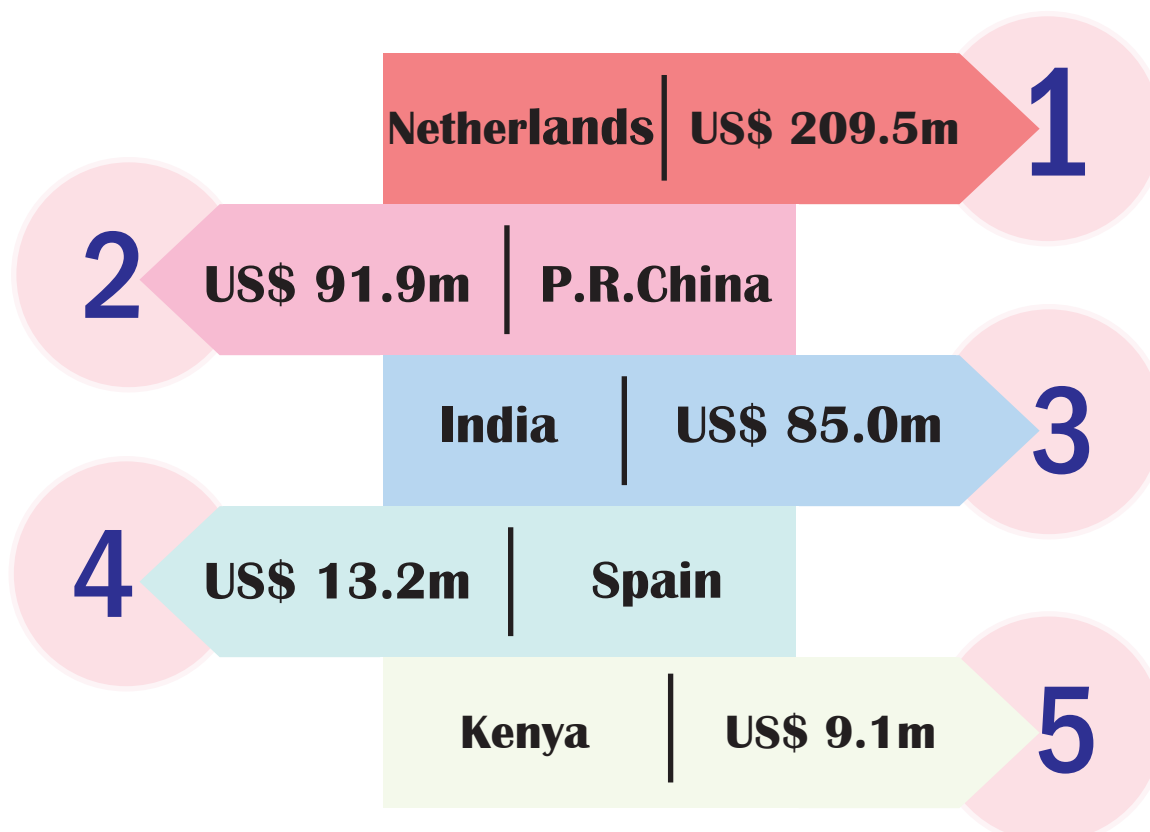 Netherlands US$ 209.5m 1
2 US$ 91.9m P.R.China
India US$ 85.0m 3
4 US$ 13.2m Spain
Kenya US$ 9.1m 5